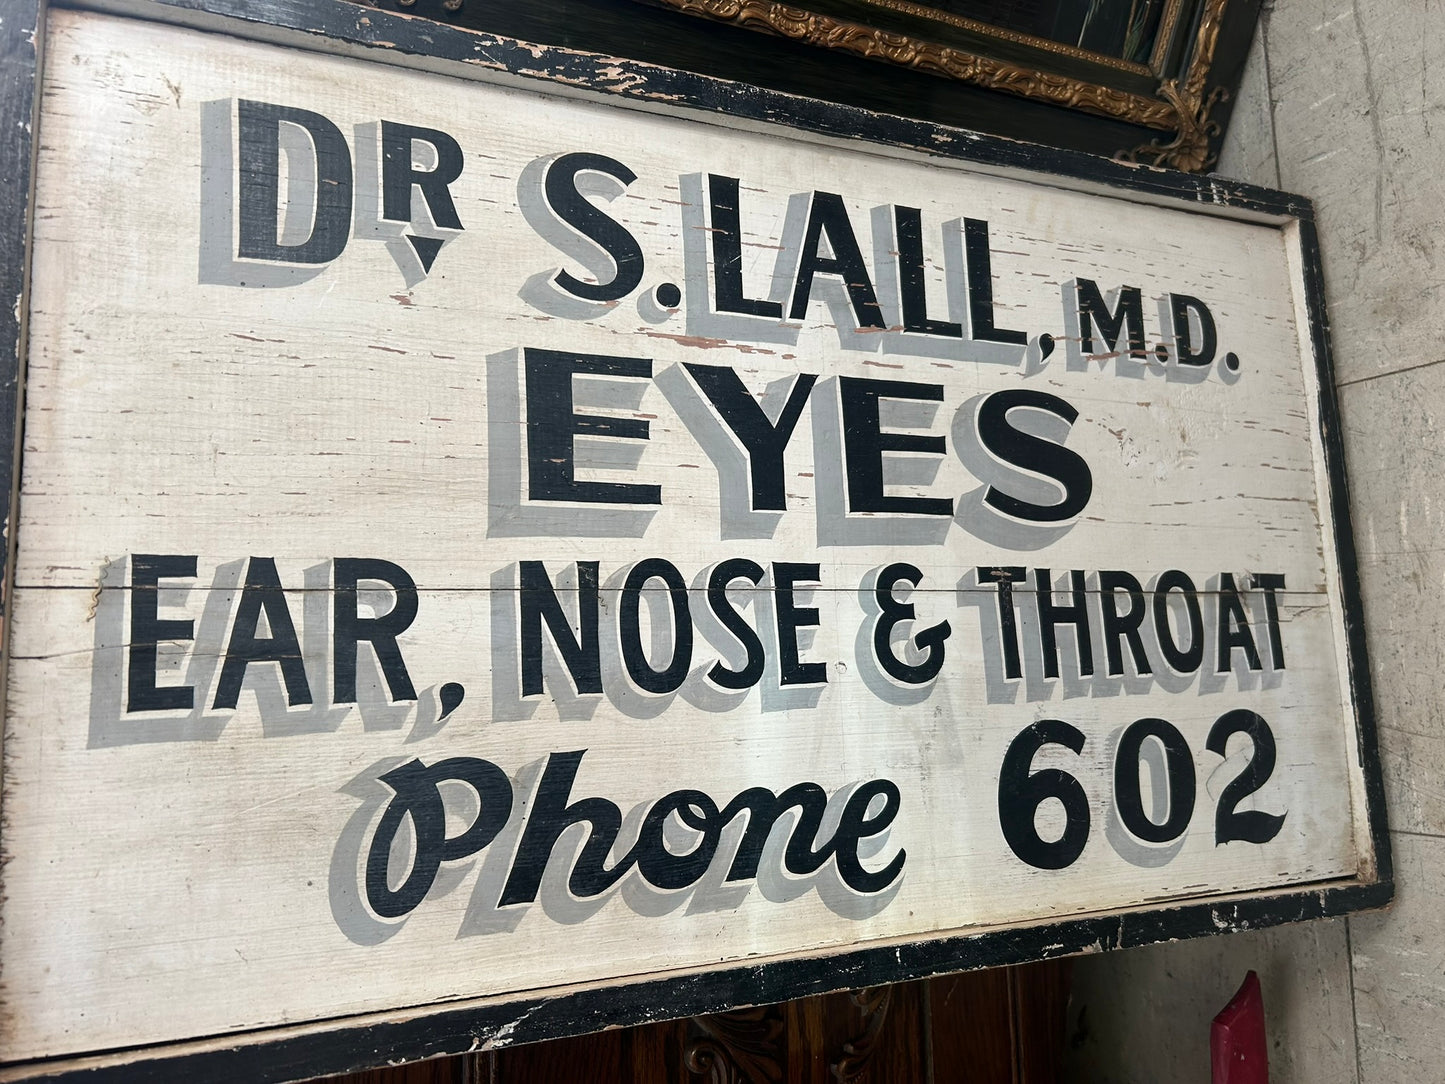 Dr S. LALL, M.D.
EYES
EAR, NOSE & THROAT
Phone 602